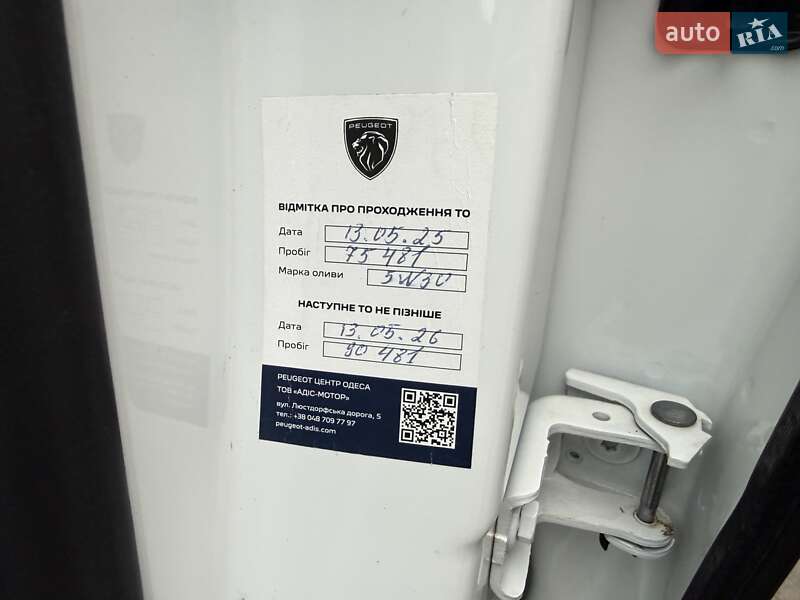 auto RIA.com
PEUGEOT
ВІДМІТКА ПРО ПРОХОДЖЕННЯ ТО
Дата 13.05.25
Пробіг 75 481
Марка оливи 5W30
НАСТУПНЕ ТО НЕ ПІЗНІШЕ
Дата 13.05.26
Пробіг 90 481
PEUGEOT ЦЕНТР ОДЕСА
ТОВ «АДІС-МОТОР»
вул. Люстдорфська дорога, 5
тел.: +38 048 709 77 97
peugeot-adis.com